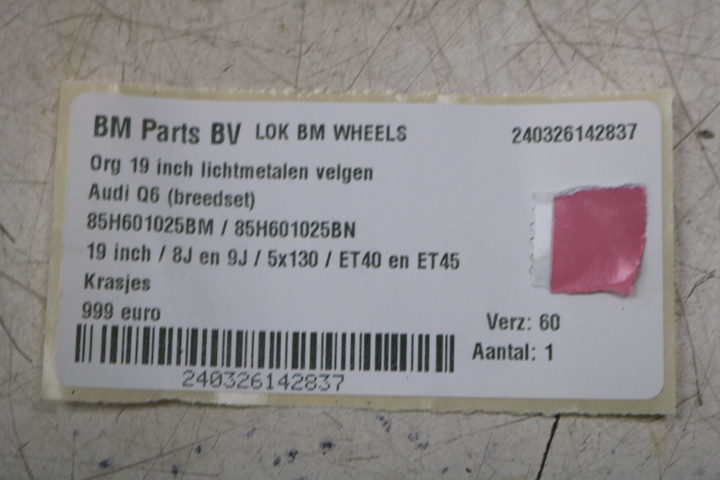 BM Parts BV LOK BM WHEELS 240326142837
Org 19 inch lichtmetalen velgen
Audi Q6 (breedset)
85H601025BM / 85H601025BN
19 inch / 8J en 9J / 5x130 / ET40 en ET45
Krasjes
999 euro
Verz: 60
Aantal: 1
240326142837